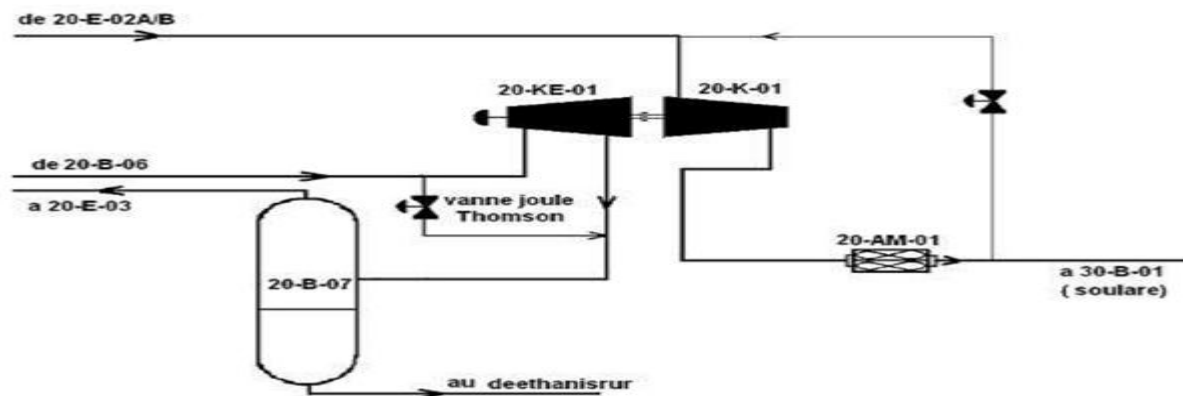 de 20-E-02A/B
20-KE-01
20-K-01
de 20-B-06
a 20-E-03
vanne joule
Thomson
20-AM-01
20-B-07
a 30-B-01
( soulare)
au deethanisrur